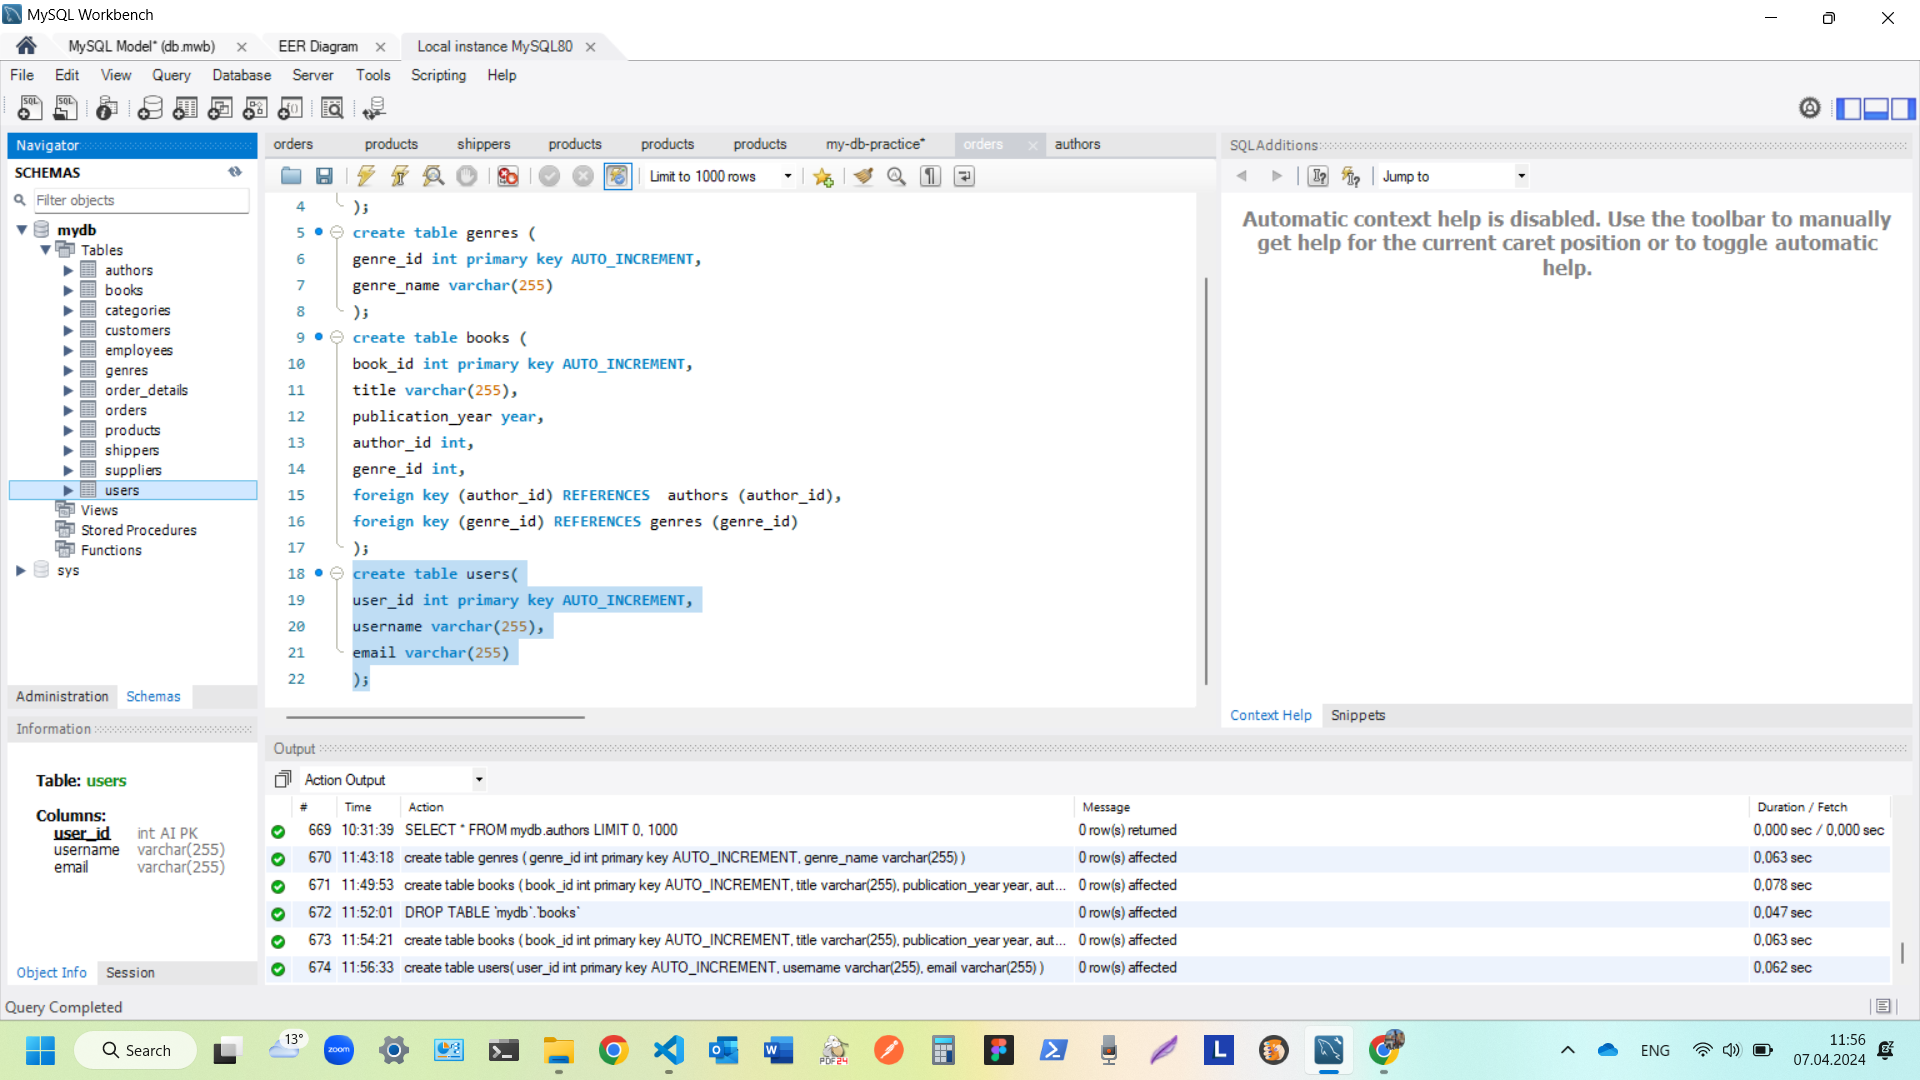 MySQL Workbench
MySQL Model* (db.mwb)
EER Diagram
Local instance MySQL80
File Edit View Query Database Server Tools Scripting Help
Navigator
SCHEMAS
Filter objects
mydb
Tables
authors
books
categories
customers
employees
genres
order_details
orders
products
shippers
suppliers
users
Views
Stored Procedures
Functions
sys
Administration Schemas
Information
Table: users
Columns:
user_id int AI PK
username varchar(255)
email varchar(255)
Object Info Session
orders products shippers products products products my-db-practice* orders authors
Limit to 1000 rows
4 );
5 create table genres (
6 genre_id int primary key AUTO_INCREMENT,
7 genre_name varchar(255)
8 );
9 create table books (
10 book_id int primary key AUTO_INCREMENT,
11 title varchar(255),
12 publication_year year,
13 author_id int,
14 genre_id int,
15 foreign key (author_id) REFERENCES  authors (author_id),
16 foreign key (genre_id) REFERENCES genres (genre_id)
17 );
18 create table users(
19 user_id int primary key AUTO_INCREMENT,
20 username varchar(255),
21 email varchar(255)
22 );
SQLAdditions
Jump to
Automatic context help is disabled. Use the toolbar to manually
get help for the current caret position or to toggle automatic
help.
Context Help Snippets
Output
Action Output
# Time Action Message Duration / Fetch
669 10:31:39 SELECT * FROM mydb.authors LIMIT 0, 1000 0 row(s) returned 0,000 sec / 0,000 sec
670 11:43:18 create table genres ( genre_id int primary key AUTO_INCREMENT, genre_name varchar(255) ) 0 row(s) affected 0,063 sec
671 11:49:53 create table books ( book_id int primary key AUTO_INCREMENT, title varchar(255), publication_year year, aut... 0 row(s) affected 0,078 sec
672 11:52:01 DROP TABLE `mydb`.`books` 0 row(s) affected 0,047 sec
673 11:54:21 create table books ( book_id int primary key AUTO_INCREMENT, title varchar(255), publication_year year, aut... 0 row(s) affected 0,063 sec
674 11:56:33 create table users( user_id int primary key AUTO_INCREMENT, username varchar(255), email varchar(255) ) 0 row(s) affected 0,062 sec
Query Completed
Search
13°
zoom
PDF24
L
ENG
11:56
07.04.2024